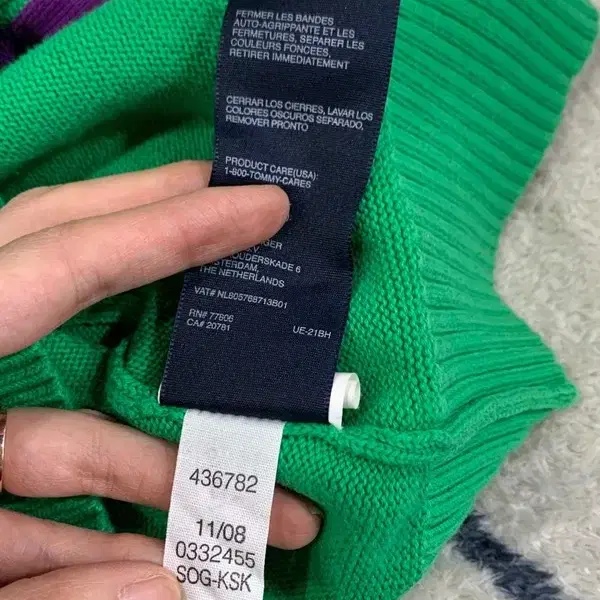 FERMER LES BANDES
AUTO-AGRIPPANTE ET LES
FERMETURES, SEPARER LES
COULEURS FONCEES,
RETIRER IMMEDIATEMENT
CERRAR LOS CIERRES, LAVAR LOS
COLORES OSCUROS SEPARADO,
REMOVER PRONTO
PRODUCT CARE(USA):
1-800-TOMMY-CARES
THE NETHERLANDS
VAT# NL805768713B01
RN# 77806
CA# 20781
UE-21BH
436782
11/08
0332455
SOG-KSK